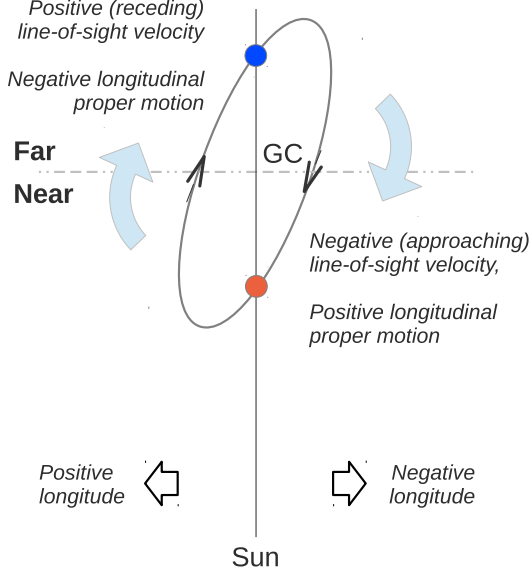 Positive (receding)
line-of-sight velocity
Negative longitudinal
proper motion
Far
GC
Near
Negative (approaching)
line-of-sight velocity,
Positive longitudinal
proper motion
Positive
longitude
Negative
longitude
Sun